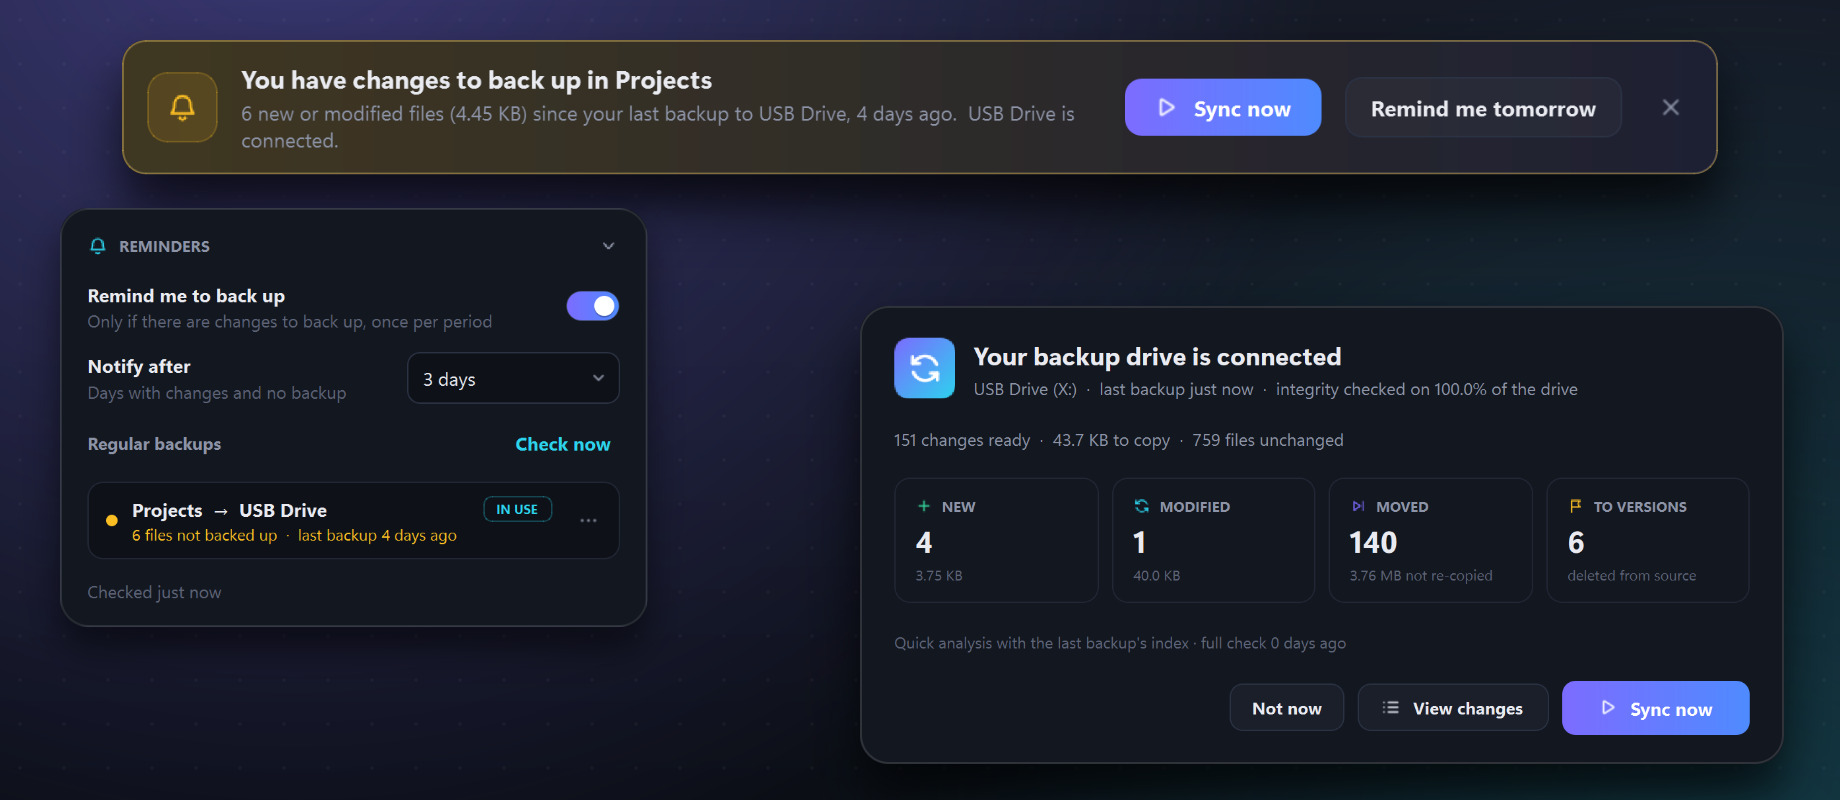 You have changes to back up in Projects
6 new or modified files (4.45 KB) since your last backup to USB Drive, 4 days ago. USB Drive is
connected.
Sync now
Remind me tomorrow
REMINDERS
Remind me to back up
Only if there are changes to back up, once per period
Notify after
Days with changes and no backup
3 days
Regular backups
Check now
Projects → USB Drive
IN USE
6 files not backed up · last backup 4 days ago
Checked just now
Your backup drive is connected
USB Drive (X:) · last backup just now · integrity checked on 100.0% of the drive
151 changes ready · 43.7 KB to copy · 759 files unchanged
NEW
4
3.75 KB
MODIFIED
1
40.0 KB
MOVED
140
3.76 MB not re-copied
TO VERSIONS
6
deleted from source
Quick analysis with the last backup's index · full check 0 days ago
Not now
View changes
Sync now